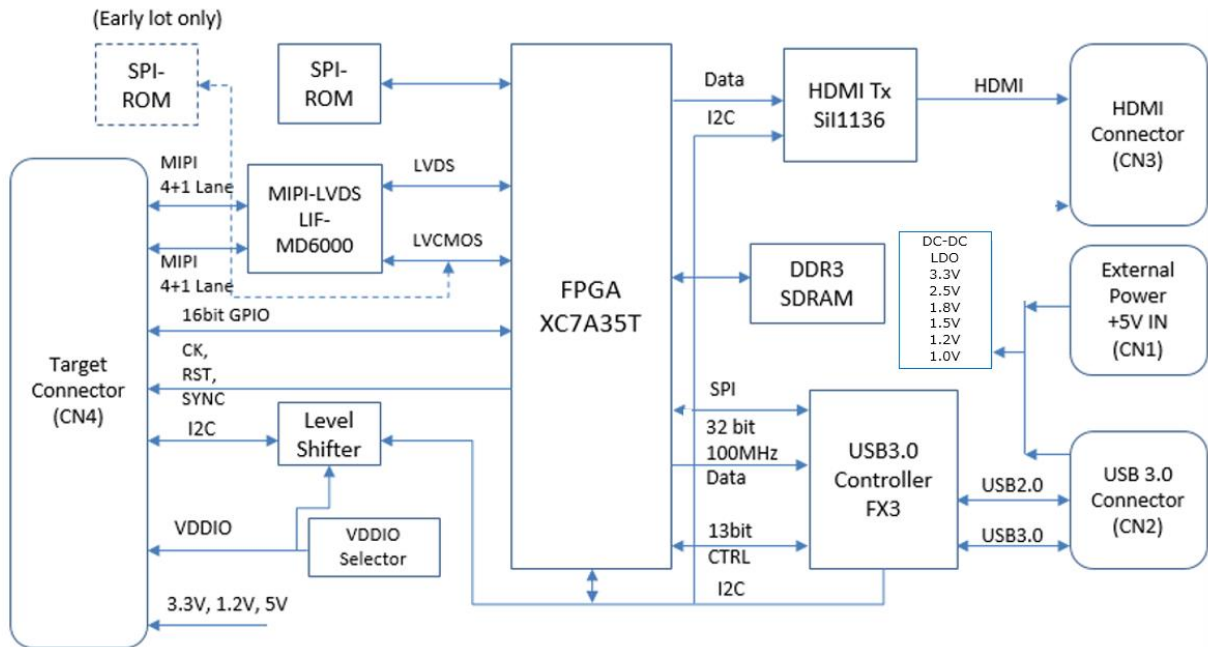 (Early lot only)
SPI-
ROM
SPI-
ROM
MIPI
4+1 Lane
MIPI-LVDS
LIF-
MD6000
LVDS
LVCMOS
MIPI
4+1 Lane
16bit GPIO
CK,
RST,
SYNC
Target
Connector
(CN4)
I2C
Level
Shifter
VDDIO
VDDIO
Selector
3.3V, 1.2V, 5V
FPGA
XC7A35T
Data
I2C
HDMI Tx
SiI1136
HDMI
HDMI
Connector
(CN3)
DDR3
SDRAM
DC-DC
LDO
3.3V
2.5V
1.8V
1.5V
1.2V
1.0V
External
Power
+5V IN
(CN1)
SPI
32 bit
100MHz
Data
13bit
CTRL
I2C
USB3.0
Controller
FX3
USB2.0
USB3.0
USB 3.0
Connector
(CN2)